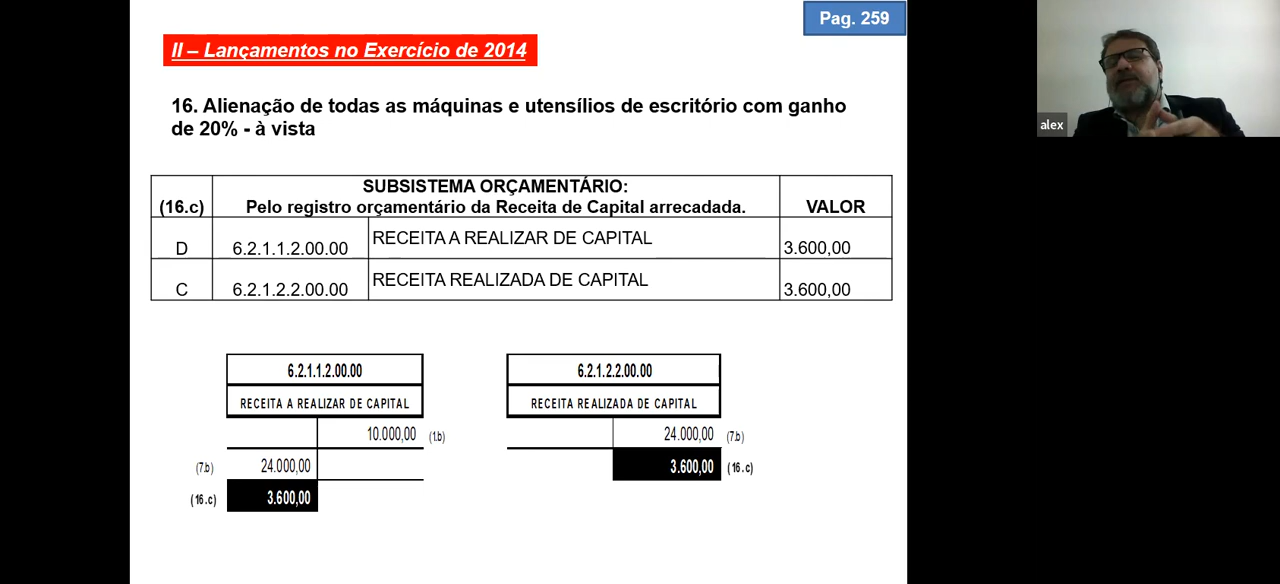 Pag. 259
II – Lançamentos no Exercício de 2014
16. Alienação de todas as máquinas e utensílios de escritório com ganho
de 20% - à vista
alex
SUBSISTEMA ORÇAMENTÁRIO:
(16.c) Pelo registro orçamentário da Receita de Capital arrecadada. VALOR
D 6.2.1.1.2.00.00 RECEITA A REALIZAR DE CAPITAL 3.600,00
C 6.2.1.2.2.00.00 RECEITA REALIZADA DE CAPITAL 3.600,00
6.2.1.1.2.00.00
RECEITA A REALIZAR DE CAPITAL
10.000,00 (1.b)
(7.b) 24.000,00
(16.c) 3.600,00
6.2.1.2.2.00.00
RECEITA REALIZADA DE CAPITAL
24.000,00 (7.b)
3.600,00 (16.c)